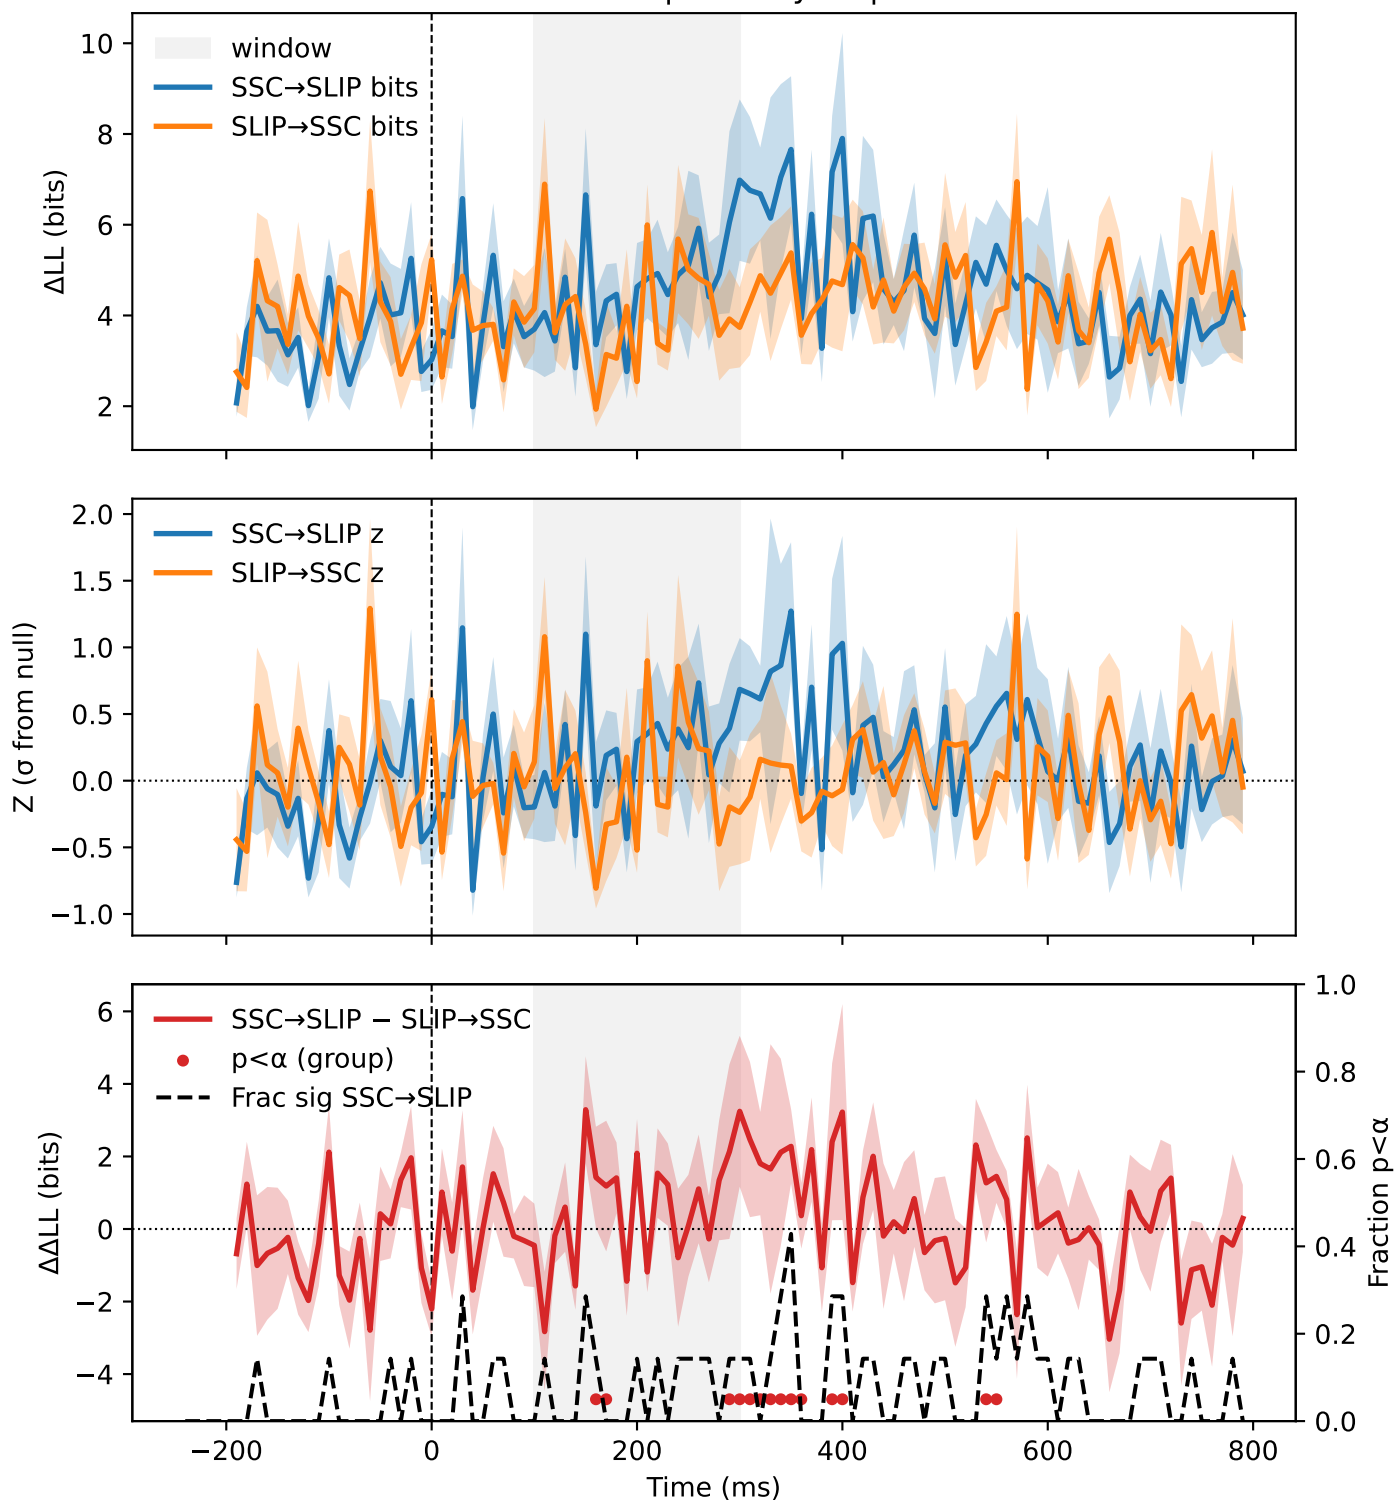 10
8
6
4
2
ΔLL (bits)
window
SSC→SLIP bits
SLIP→SSC bits
2.0
1.5
1.0
0.5
0.0
−0.5
−1.0
Z (σ from null)
SSC→SLIP z
SLIP→SSC z
6
4
2
0
−2
−4
ΔΔLL (bits)
SSC→SLIP − SLIP→SSC
p<α (group)
Frac sig SSC→SLIP
1.0
0.8
0.6
0.4
0.2
0.0
Fraction p<α
−200
0
200
400
600
800
Time (ms)